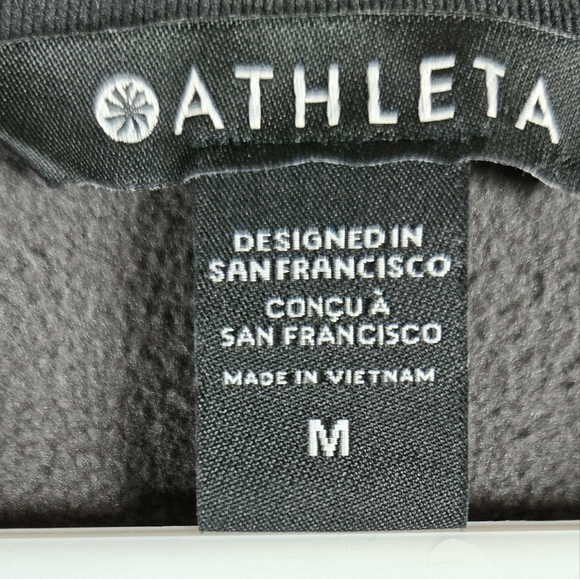 ATHLETA
DESIGNED IN
SAN FRANCISCO
CONÇU À
SAN FRANCISCO
MADE IN VIETNAM
M